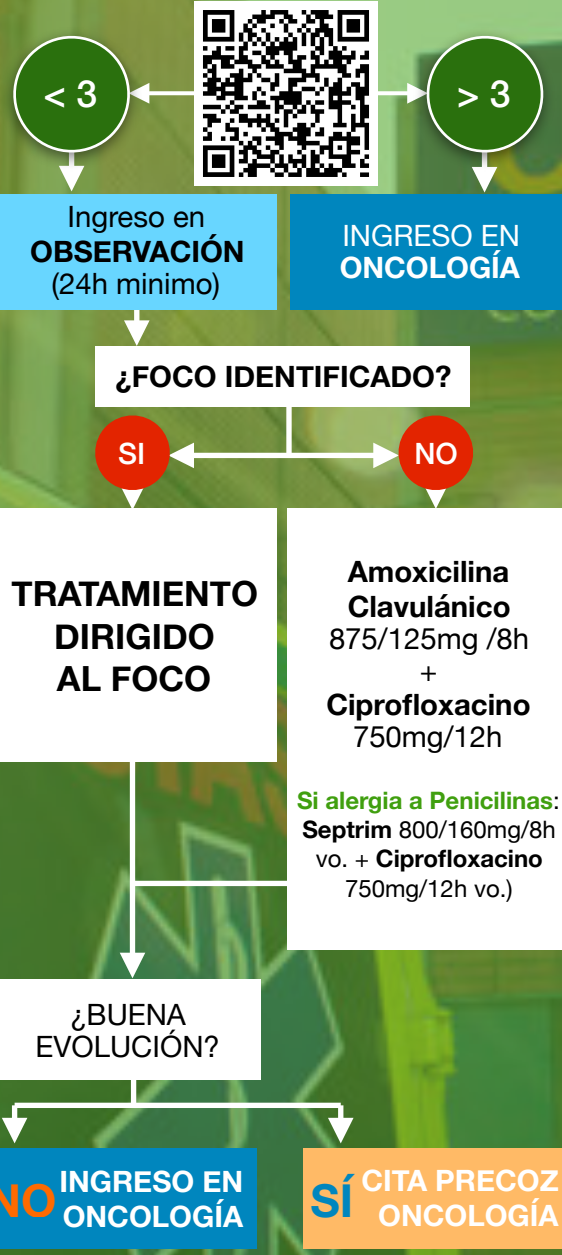 < 3
> 3
Ingreso en
OBSERVACIÓN
(24h minimo)
INGRESO EN
ONCOLOGÍA
¿FOCO IDENTIFICADO?
SI
NO
TRATAMIENTO
DIRIGIDO
AL FOCO
Amoxicilina
Clavulánico
875/125mg /8h
+
Ciprofloxacino
750mg/12h
Si alergia a Penicilinas:
Septrim 800/160mg/8h
vo. + Ciprofloxacino
750mg/12h vo.)
¿BUENA
EVOLUCIÓN?
NO INGRESO EN
ONCOLOGÍA
SÍ CITA PRECOZ
ONCOLOGÍA